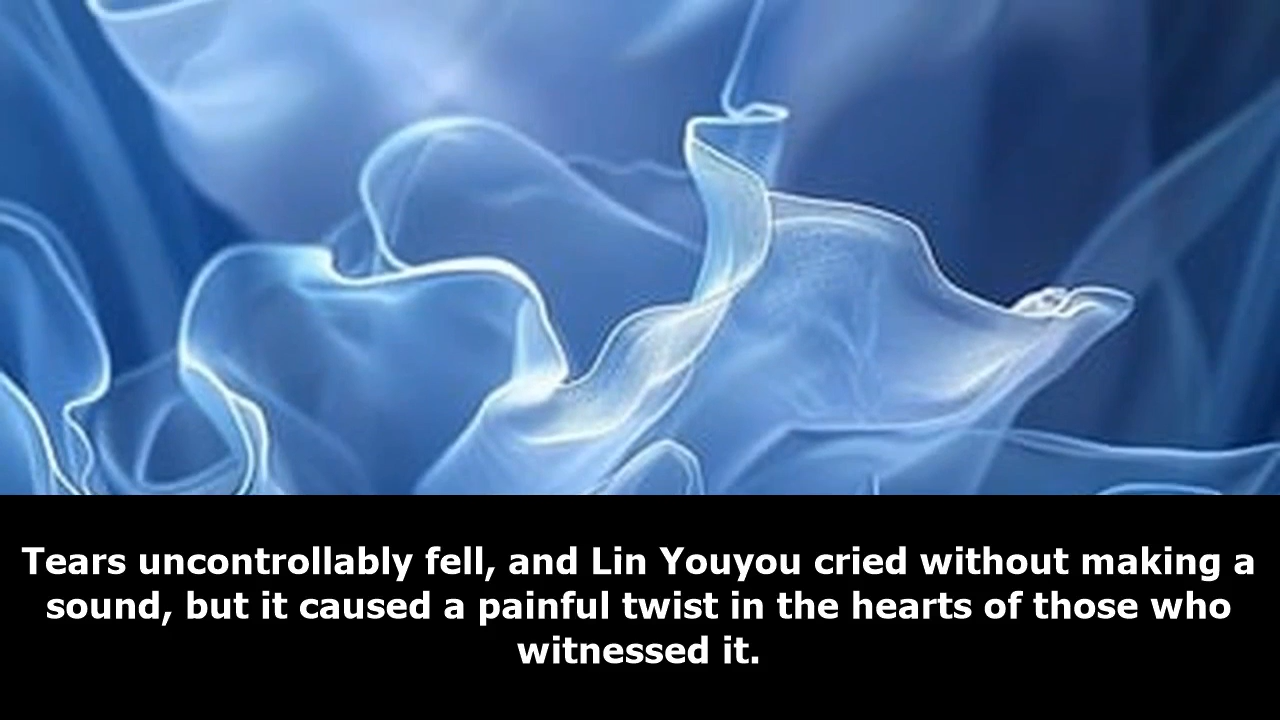 Tears uncontrollably fell, and Lin Youyou cried without making a
sound, but it caused a painful twist in the hearts of those who
witnessed it.